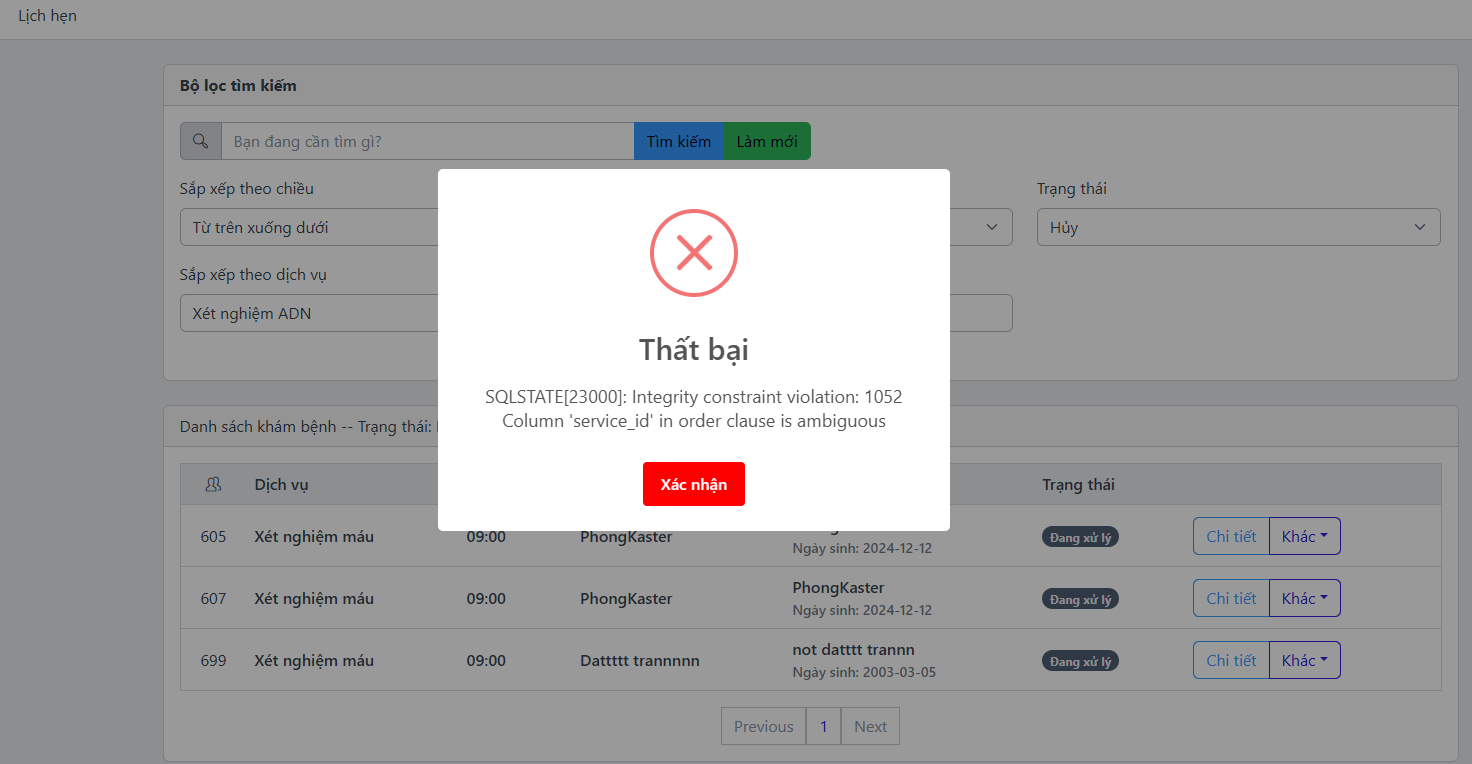 Lịch hẹn
Bộ lọc tìm kiếm
Bạn đang cần tìm gì?
Tìm kiếm
Làm mới
Sắp xếp theo chiều
Trạng thái
Từ trên xuống dưới
Hủy
Sắp xếp theo dịch vụ
Xét nghiệm ADN
Thất bại
SQLSTATE[23000]: Integrity constraint violation: 1052
Column 'service_id' in order clause is ambiguous
Xác nhận
Danh sách khám bệnh -- Trạng thái:
Dịch vụ
Trạng thái
605
Xét nghiệm máu
09:00
PhongKaster
Ngày sinh: 2024-12-12
Đang xử lý
Chi tiết
Khác
607
Xét nghiệm máu
09:00
PhongKaster
PhongKaster
Ngày sinh: 2024-12-12
Đang xử lý
Chi tiết
Khác
699
Xét nghiệm máu
09:00
Dattttt trannnnn
not datttt trannn
Ngày sinh: 2003-03-05
Đang xử lý
Chi tiết
Khác
Previous
1
Next